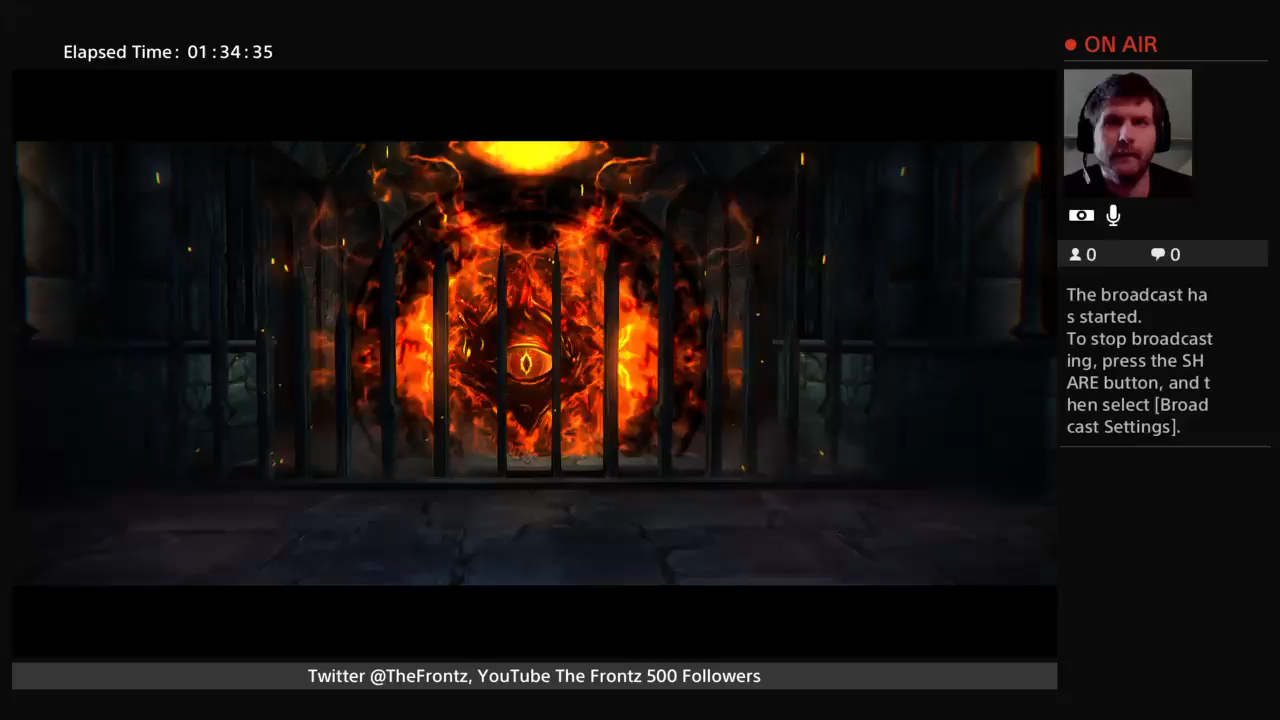 Elapsed Time: 01:34:35
ON AIR
0
0
The broadcast ha
s started.
To stop broadcast
ing, press the SH
ARE button, and t
hen select [Broad
cast Settings].
Twitter @TheFrontz, YouTube The Frontz 500 Followers